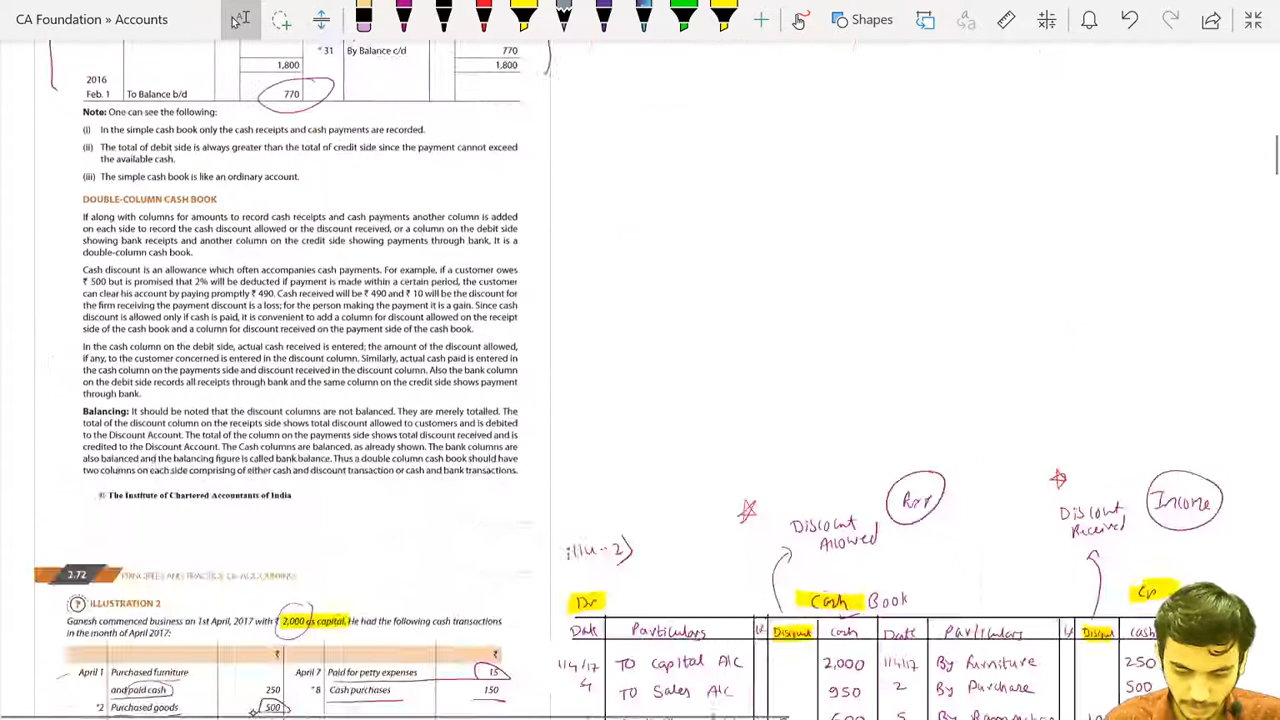 CA Foundation » Accounts
Shapes
"31 By Balance c/d 770
1,800 1,800
2016
Feb. 1 To Balance b/d 770
Note: One can see the following:
(i) In the simple cash book only the cash receipts and cash payments are recorded.
(ii) The total of debit side is always greater than the total of credit side since the payment cannot exceed
the available cash.
(iii) The simple cash book is like an ordinary account.
DOUBLE-COLUMN CASH BOOK
If along with columns for amounts to record cash receipts and cash payments another column is added
on each side to record the cash discount allowed or the discount received, or a column on the debit side
showing bank receipts and another column on the credit side showing payments through bank, It is a
double-column cash book.
Cash discount is an allowance which often accompanies cash payments. For example, if a customer owes
₹ 500 but is promised that 2% will be deducted if payment is made within a certain period, the customer
can clear his account by paying promptly ₹ 490. Cash received will be ₹ 490 and ₹ 10 will be the discount for
the firm receiving the payment discount is a loss: for the person making the payment it is a gain. Since cash
discount is allowed only if cash is paid, it is convenient to add a column for discount allowed on the receipt
side of the cash book and a column for discount received on the payment side of the cash book.
In the cash column on the debit side, actual cash received is entered; the amount of the discount allowed,
if any, to the customer concerned is entered in the discount column. Similarly, actual cash paid is entered in
the cash column on the payments side and discount received in the discount column. Also the bank column
on the debit side records all receipts through bank and the same column on the credit side shows payment
through bank.
Balancing: It should be noted that the discount columns are not balanced. They are merely totalled. The
total of the discount column on the receipts side shows total discount allowed to customers and is debited
to the Discount Account. The total of the column on the payments side shows total discount received and is
credited to the Discount Account. The Cash columns are balanced, as already shown. The bank columns are
also balanced and the balancing figure is called bank balance. Thus a double column cash book should have
two columns on each side comprising of either cash and discount transaction or cash and bank transactions.
© The Institute of Chartered Accountants of India
2.72 PRINCIPLES AND PRACTICE OF ACCOUNTING
ILLUSTRATION 2
Ganesh commenced business on 1st April, 2017 with ₹ 2,000 as capital. He had the following cash transactions
in the month of April 2017:
₹ ₹
April 1 Purchased furniture April 7 Paid for petty expenses 15
and paid cash 250 "8 Cash purchases 150
"2 Purchased goods 500
illu-2)
Discount Allowed
Discount Received
Income
Cash Book
Dr Cr
Date Particulars Discount Cash Date Particulars Discount Cash
1/4/17 To Capital A/c 2,000 1/4/17 By Furniture 250
4 To Sales A/c 950 2 By Purchase 500
5